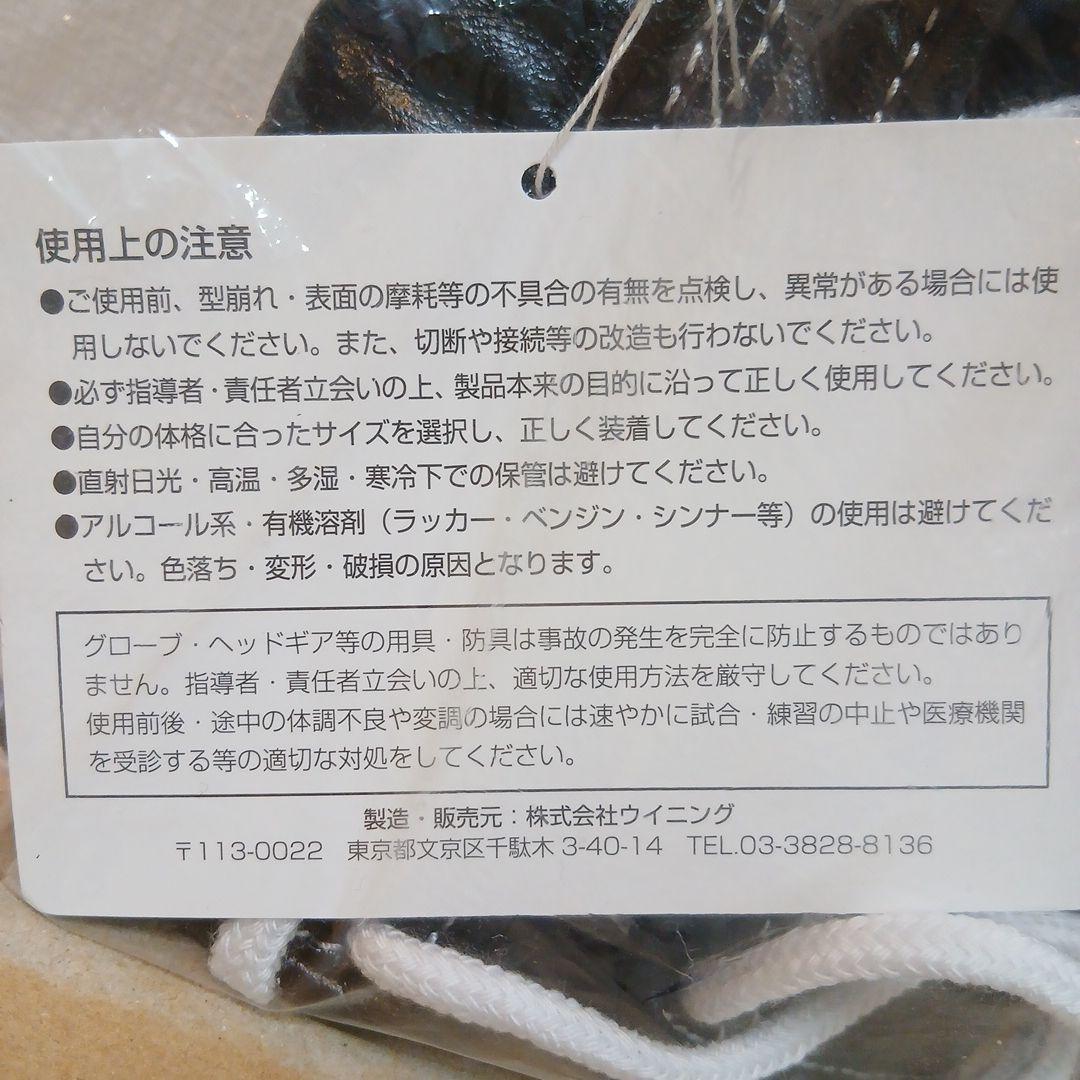 使用上の注意
●ご使用前、型崩れ・表面の摩耗等の不具合の有無を点検し、異常がある場合には使
用しないでください。また、切断や接続等の改造も行わないでください。
●必ず指導者・責任者立会いの上、製品本来の目的に沿って正しく使用してください。
●自分の体格に合ったサイズを選択し、正しく装着してください。
●直射日光・高温・多湿・寒冷下での保管は避けてください。
●アルコール系・有機溶剤（ラッカー・ベンジン・シンナー等）の使用は避けてくだ
さい。色落ち・変形・破損の原因となります。
グローブ・ヘッドギア等の用具・防具は事故の発生を完全に防止するものではあり
ません。指導者・責任者立会いの上、適切な使用方法を厳守してください。
使用前後・途中の体調不良や変調の場合には速やかに試合・練習の中止や医療機関
を受診する等の適切な対処をしてください。
製造・販売元：株式会社ウイニング
〒113-0022 東京都文京区千駄木 3-40-14 TEL.03-3828-8136